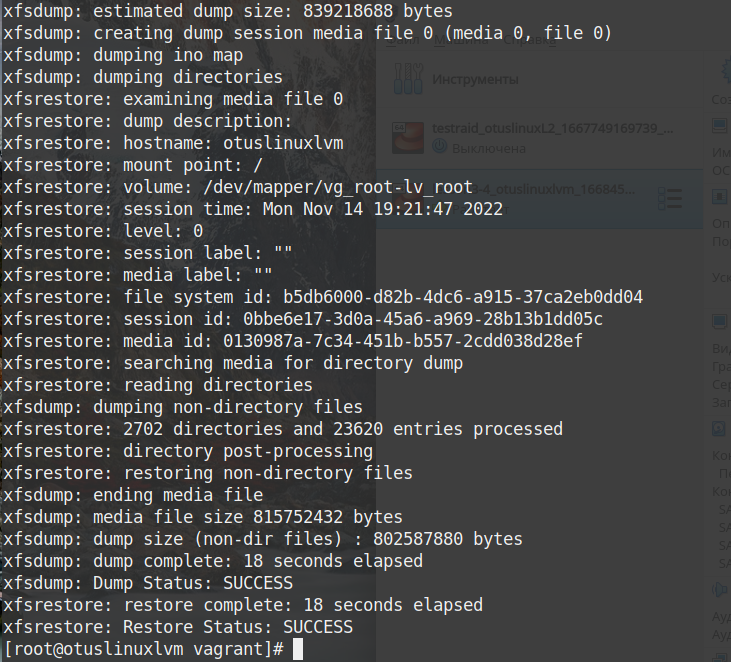 xfsdump: estimated dump size: 839218688 bytes
xfsdump: creating dump session media file 0 (media 0, file 0)
xfsdump: dumping ino map
xfsdump: dumping directories
xfsrestore: examining media file 0
xfsrestore: dump description:
xfsrestore: hostname: otuslinuxlvm
xfsrestore: mount point: /
xfsrestore: volume: /dev/mapper/vg_root-lv_root
xfsrestore: session time: Mon Nov 14 19:21:47 2022
xfsrestore: level: 0
xfsrestore: session label: ""
xfsrestore: media label: ""
xfsrestore: file system id: b5db6000-d82b-4dc6-a915-37ca2eb0dd04
xfsrestore: session id: 0bbe6e17-3d0a-45a6-a969-28b13b1dd05c
xfsrestore: media id: 0130987a-7c34-451b-b557-2cdd038d28ef
xfsrestore: searching media for directory dump
xfsrestore: reading directories
xfsdump: dumping non-directory files
xfsrestore: 2702 directories and 23620 entries processed
xfsrestore: directory post-processing
xfsrestore: restoring non-directory files
xfsdump: ending media file
xfsdump: media file size 815752432 bytes
xfsdump: dump size (non-dir files) : 802587880 bytes
xfsdump: dump complete: 18 seconds elapsed
xfsdump: Dump Status: SUCCESS
xfsrestore: restore complete: 18 seconds elapsed
xfsrestore: Restore Status: SUCCESS
[root@otuslinuxlvm vagrant]#
Инструменты
testraid_otuslinuxL2_1667749169739_...
Выключена